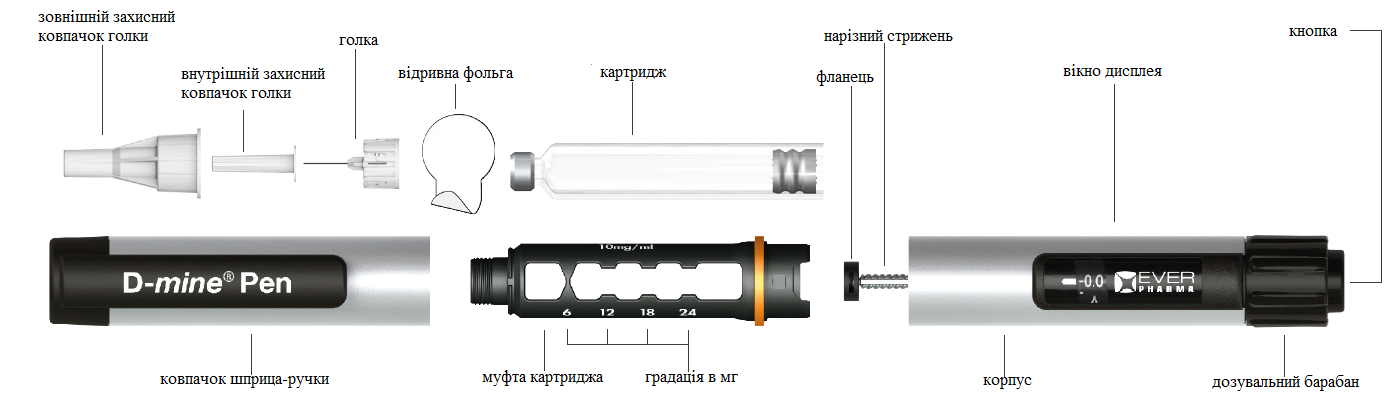 зовнішній захисний
ковпачок голки
внутрішній захисний
ковпачок голки
голка
відривна фольга
картридж
фланець
нарізний стрижень
вікно дисплея
кнопка
D-mine® Pen
10mg/ml
6 12 18 24
-0.0
EVER
PHARMA
ковпачок шприца-ручки
муфта картриджа
градація в мг
корпус
дозувальний барабан